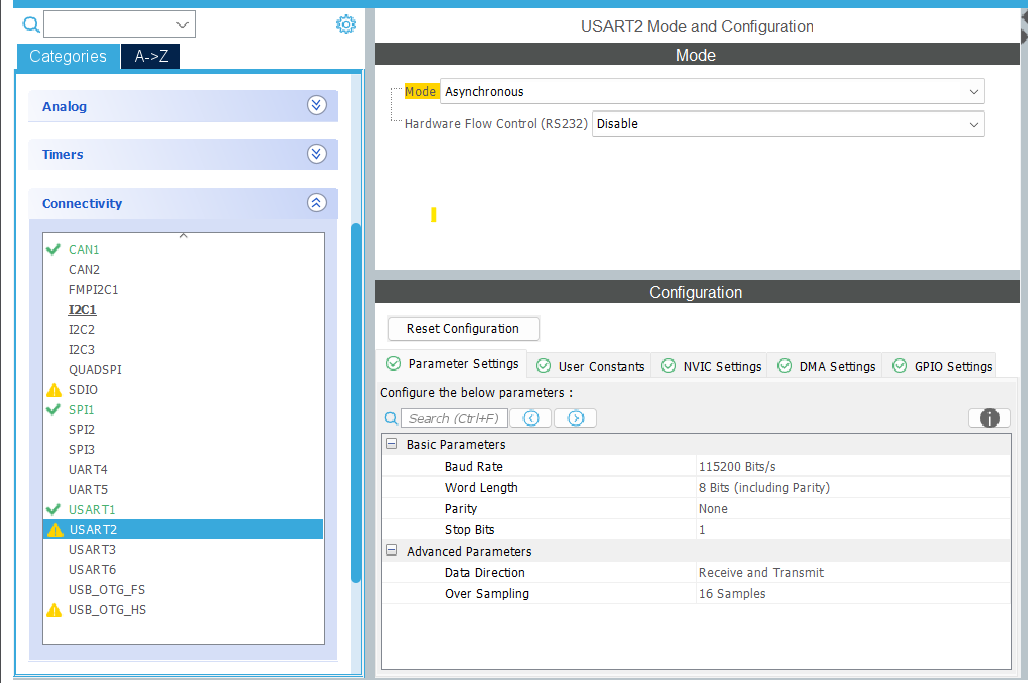 USART2 Mode and Configuration
Categories A->Z
Mode
Analog
Mode Asynchronous
Hardware Flow Control (RS232) Disable
Timers
Connectivity
CAN1
CAN2
FMPI2C1
I2C1
I2C2
I2C3
QUADSPI
SDIO
SPI1
SPI2
SPI3
UART4
UART5
USART1
USART2
USART3
USART6
USB_OTG_FS
USB_OTG_HS
Configuration
Reset Configuration
Parameter Settings User Constants NVIC Settings DMA Settings GPIO Settings
Configure the below parameters :
Search (Ctrl+F)
Basic Parameters
Baud Rate 115200 Bits/s
Word Length 8 Bits (including Parity)
Parity None
Stop Bits 1
Advanced Parameters
Data Direction Receive and Transmit
Over Sampling 16 Samples